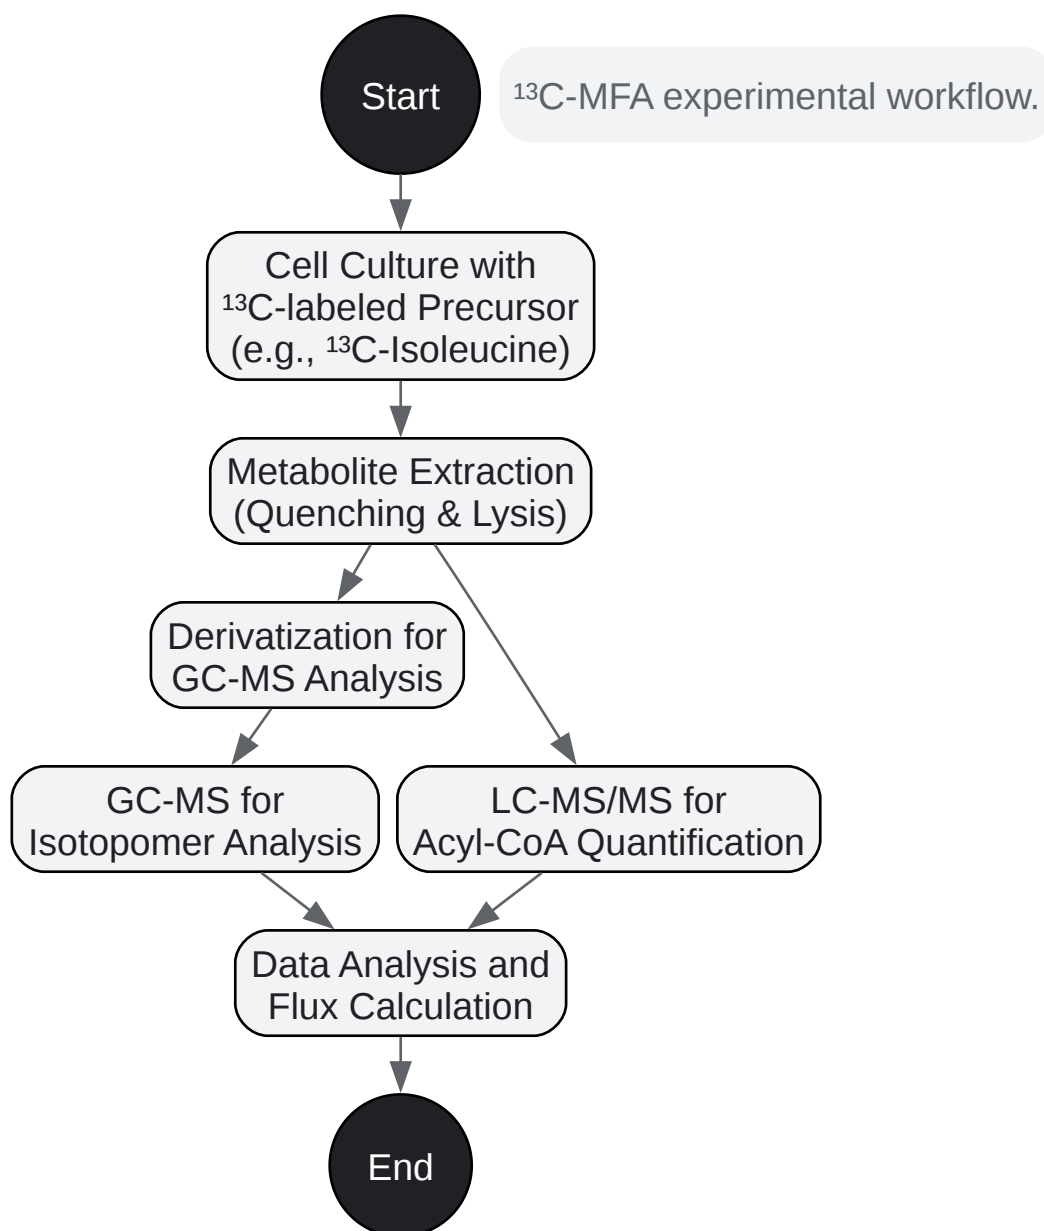 Start
¹³C-MFA experimental workflow.
Cell Culture with
¹³C-labeled Precursor
(e.g., ¹³C-Isoleucine)
Metabolite Extraction
(Quenching & Lysis)
Derivatization for
GC-MS Analysis
GC-MS for
Isotopomer Analysis
LC-MS/MS for
Acyl-CoA Quantification
Data Analysis and
Flux Calculation
End